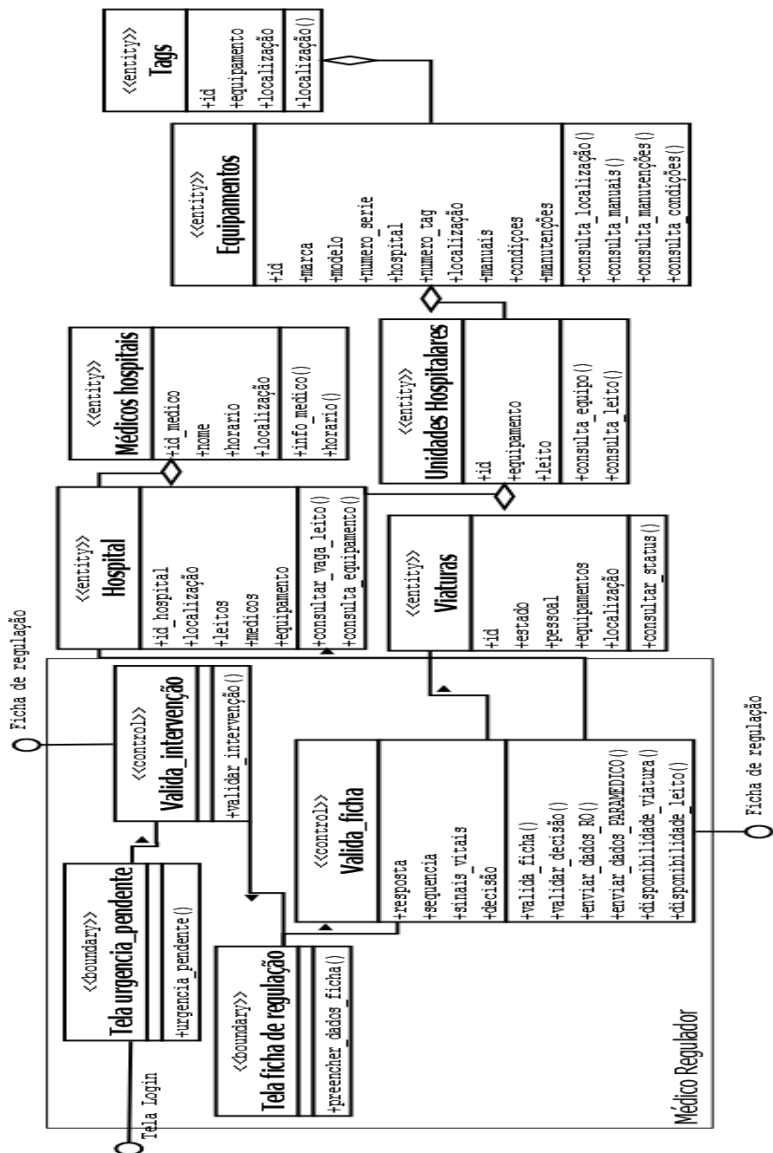 Tela Login
<<boundary>>
Tela urgencia_pendente
+urgencia_pendente()
<<control>>
Valida_intervenção
+validar_intervenção()
Ficha de regulação
<<boundary>>
Tela ficha de regulação
+preencher_dados_ficha()
<<control>>
Valida_ficha
+resposta
+sequencia
+sinais_vitais
+decisão
+valida_ficha()
+validar_decisão()
+enviar_dados_RO()
+enviar_dados_PARAMEDICO()
+disponibilidade_viatura()
+disponibilidade_leito()
Ficha de regulação
Médico Regulador
<<entity>>
Hospital
+id_hospital
+localização
+leitos
+medicos
+equipamento
+consultar_vaga_leito()
+consulta_equipamento()
<<entity>>
Médicos hospitais
+id_medico
+nome
+horario
+localização
+info_medico()
+horario()
<<entity>>
Viaturas
+id
+estado
+pessoal
+equipamentos
+localização
+consultar_status()
<<entity>>
Unidades Hospitalares
+id
+equipamento
+leito
+consulta_equipo()
+consulta_leito()
<<entity>>
Equipamentos
+id
+marca
+modelo
+numero_serie
+hospital
+numero_tag
+localização
+manuais
+condiçoes
+manutenções
+consulta_localização()
+consulta_manuais()
+consulta_manutenções()
+consulta_condições()
<<entity>>
Tags
+id
+equipamento
+localização
+localização()